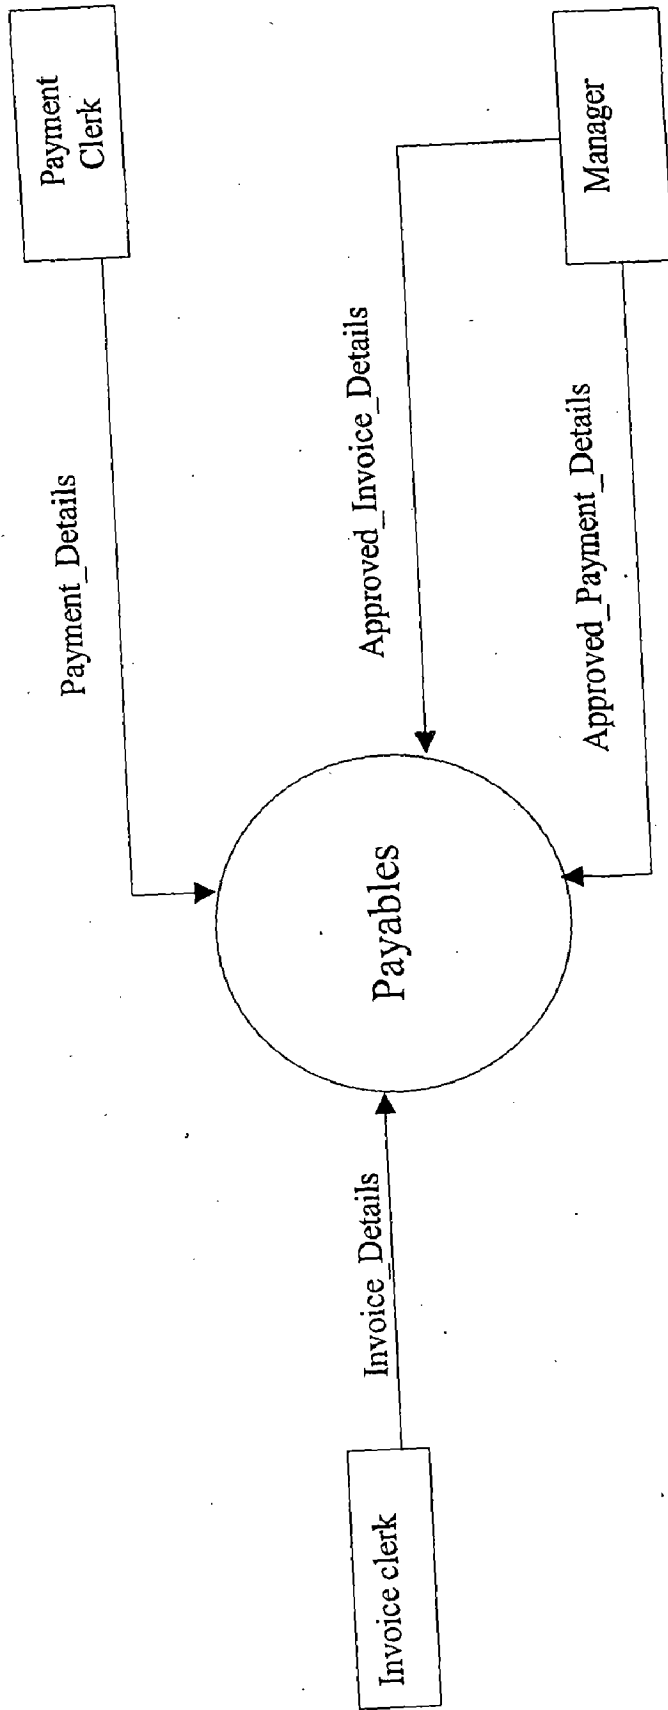 Payment
Clerk
Payment_Details
Manager
Approved_Invoice_Details
Approved_Payment_Details
Payables
Invoice_Details
Invoice clerk